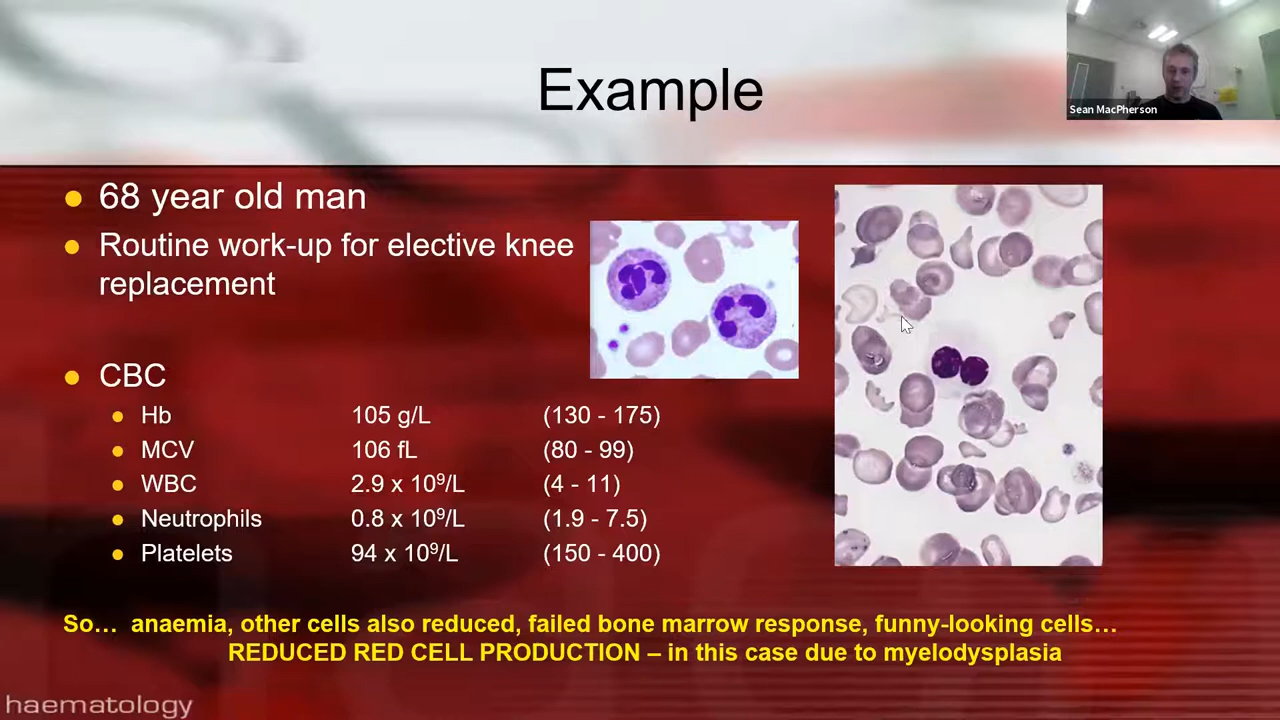 Example
Sean MacPherson
68 year old man
Routine work-up for elective knee
replacement
CBC
Hb 105 g/L (130 - 175)
MCV 106 fL (80 - 99)
WBC 2.9 x 10⁹/L (4 - 11)
Neutrophils 0.8 x 10⁹/L (1.9 - 7.5)
Platelets 94 x 10⁹/L (150 - 400)
So… anaemia, other cells also reduced, failed bone marrow response, funny-looking cells…
REDUCED RED CELL PRODUCTION – in this case due to myelodysplasia
haematology